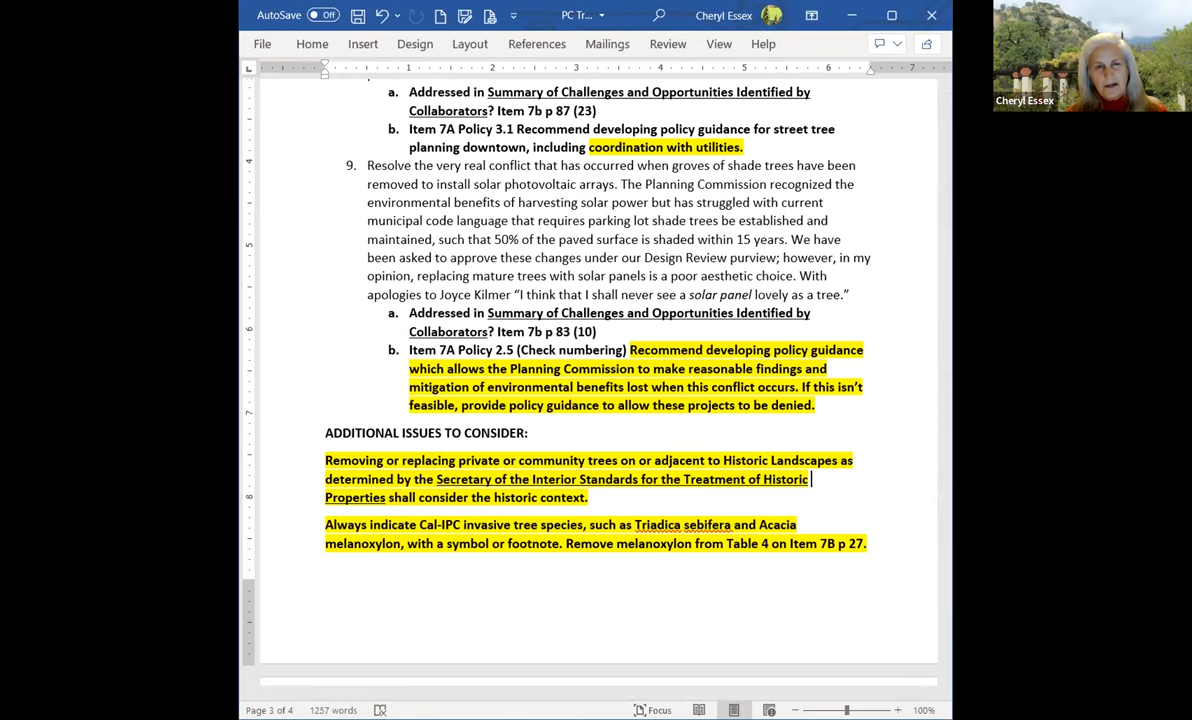 AutoSave Off PC Tr... Cheryl Essex
File Home Insert Design Layout References Mailings Review View Help
1 2 3 4 5 6 7
Cheryl Essex
a. Addressed in Summary of Challenges and Opportunities Identified by
Collaborators? Item 7b p 87 (23)
b. Item 7A Policy 3.1 Recommend developing policy guidance for street tree
planning downtown, including coordination with utilities.
9. Resolve the very real conflict that has occurred when groves of shade trees have been
removed to install solar photovoltaic arrays. The Planning Commission recognized the
environmental benefits of harvesting solar power but has struggled with current
municipal code language that requires parking lot shade trees be established and
maintained, such that 50% of the paved surface is shaded within 15 years. We have
been asked to approve these changes under our Design Review purview; however, in my
opinion, replacing mature trees with solar panels is a poor aesthetic choice. With
apologies to Joyce Kilmer “I think that I shall never see a solar panel lovely as a tree.”
a. Addressed in Summary of Challenges and Opportunities Identified by
Collaborators? Item 7b p 83 (10)
b. Item 7A Policy 2.5 (Check numbering) Recommend developing policy guidance
which allows the Planning Commission to make reasonable findings and
mitigation of environmental benefits lost when this conflict occurs. If this isn’t
feasible, provide policy guidance to allow these projects to be denied.
ADDITIONAL ISSUES TO CONSIDER:
Removing or replacing private or community trees on or adjacent to Historic Landscapes as
determined by the Secretary of the Interior Standards for the Treatment of Historic
Properties shall consider the historic context.
Always indicate Cal-IPC invasive tree species, such as Triadica sebifera and Acacia
melanoxylon, with a symbol or footnote. Remove melanoxylon from Table 4 on Item 7B p 27.
4
5
6
7
8
Page 3 of 4 1257 words Focus 100%